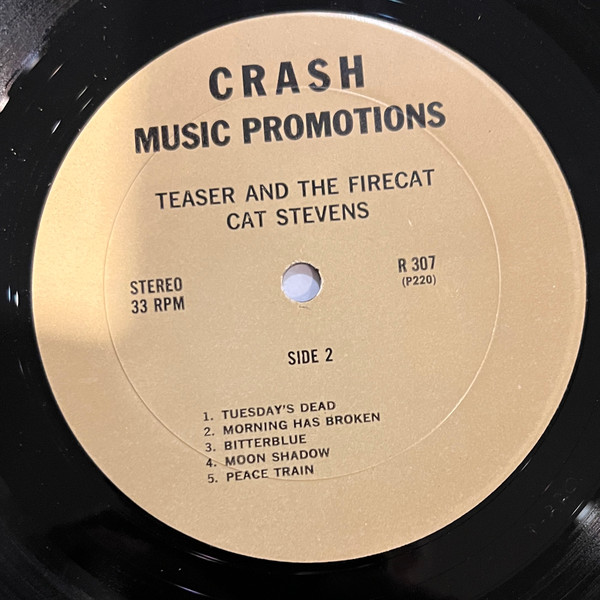 CRASH
MUSIC PROMOTIONS
TEASER AND THE FIRECAT
CAT STEVENS
STEREO
33 RPM
R 307
(P220)
SIDE 2
1. TUESDAY'S DEAD
2. MORNING HAS BROKEN
3. BITTERBLUE
4. MOON SHADOW
5. PEACE TRAIN